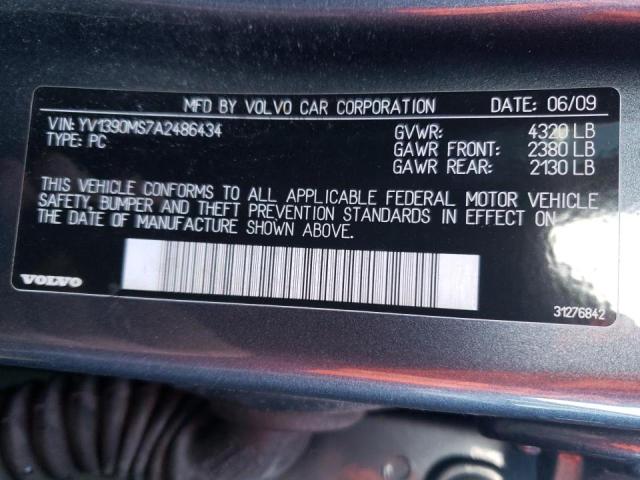 MFD BY VOLVO CAR CORPORATION DATE: 06/09
VIN: YV1390MS7A2486434 GVWR: 4320 LB
TYPE: PC GAWR FRONT: 2380 LB
GAWR REAR: 2130 LB
THIS VEHICLE CONFORMS TO ALL APPLICABLE FEDERAL MOTOR VEHICLE
SAFETY, BUMPER AND THEFT PREVENTION STANDARDS IN EFFECT ON
THE DATE OF MANUFACTURE SHOWN ABOVE.
VOLVO 31276842